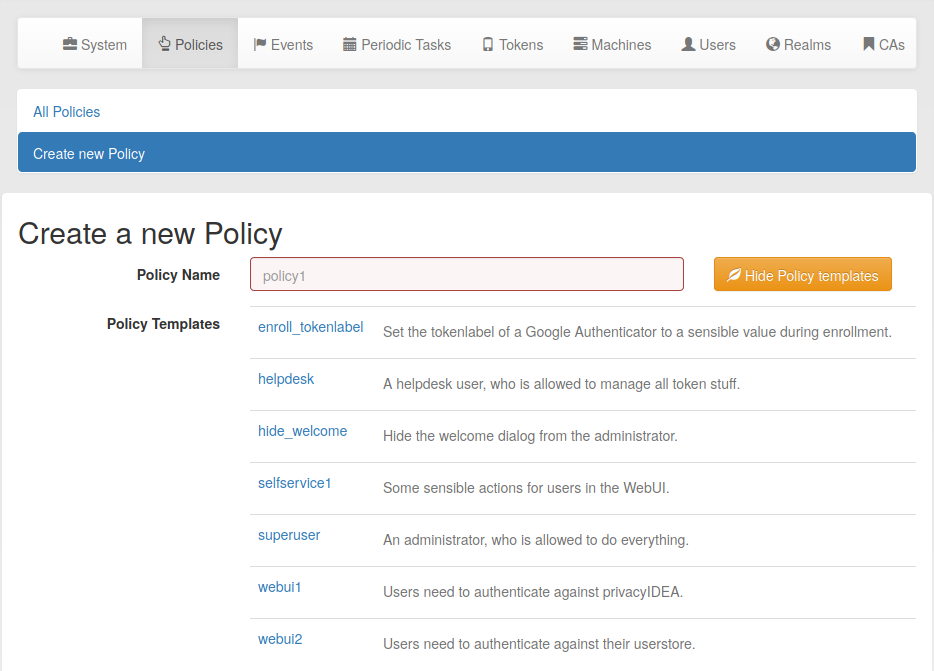 System Policies Events Periodic Tasks Tokens Machines Users Realms CAs
All Policies
Create new Policy
Create a new Policy
Policy Name policy1 Hide Policy templates
Policy Templates enroll_tokenlabel Set the tokenlabel of a Google Authenticator to a sensible value during enrollment.
helpdesk A helpdesk user, who is allowed to manage all token stuff.
hide_welcome Hide the welcome dialog from the administrator.
selfservice1 Some sensible actions for users in the WebUI.
superuser An administrator, who is allowed to do everything.
webui1 Users need to authenticate against privacyIDEA.
webui2 Users need to authenticate against their userstore.